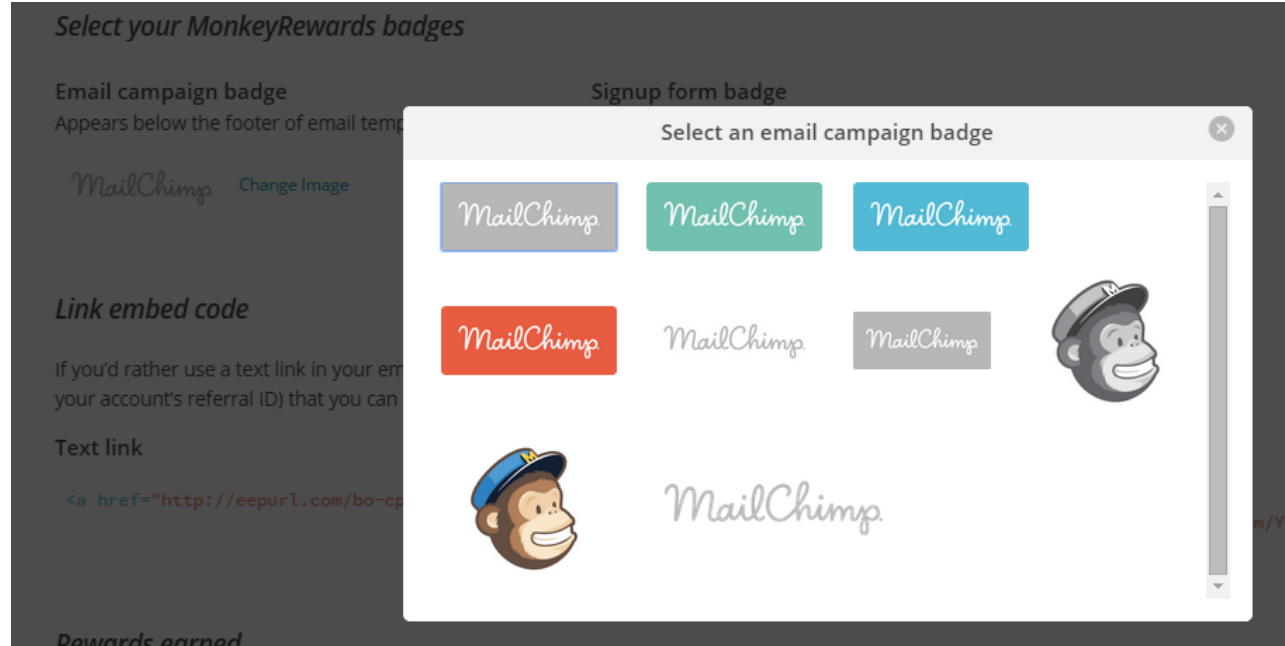 Select your MonkeyRewards badges
Email campaign badge
Signup form badge
Appears below the footer of email temp
MailChimp
Change Image
Link embed code
If you'd rather use a text link in your em
your account's referral ID) that you can
Text link
<a href="http://eepurl.com/bo-cp
m/Y
Rewards earned
Select an email campaign badge
MailChimp MailChimp MailChimp
MailChimp MailChimp MailChimp M
M MailChimp